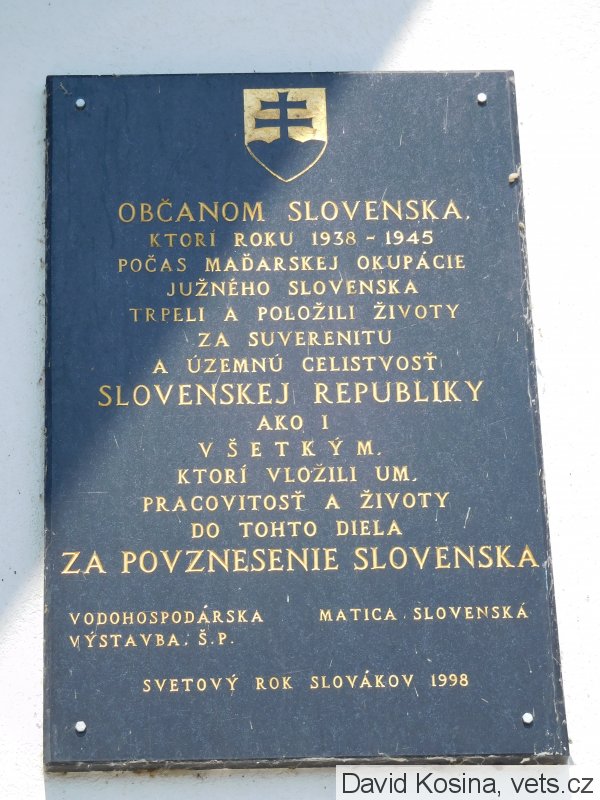 OBČANOM SLOVENSKA,
KTORÍ ROKU 1938 - 1945
POČAS MAĎARSKEJ OKUPÁCIE
JUŽNÉHO SLOVENSKA
TRPELI A POLOŽILI ŽIVOTY
ZA SUVERENITU
A ÚZEMNÚ CELISTVOSŤ
SLOVENSKEJ REPUBLIKY
AKO I
VŠETKÝM,
KTORÍ VLOŽILI UM,
PRACOVITOSŤ A ŽIVOTY
DO TOHTO DIELA
ZA POVZNESENIE SLOVENSKA
VODOHOSPODÁRSKA
VÝSTAVBA, Š.P.
MATICA SLOVENSKÁ
SVETOVÝ ROK SLOVÁKOV 1998
David Kosina, vets.cz